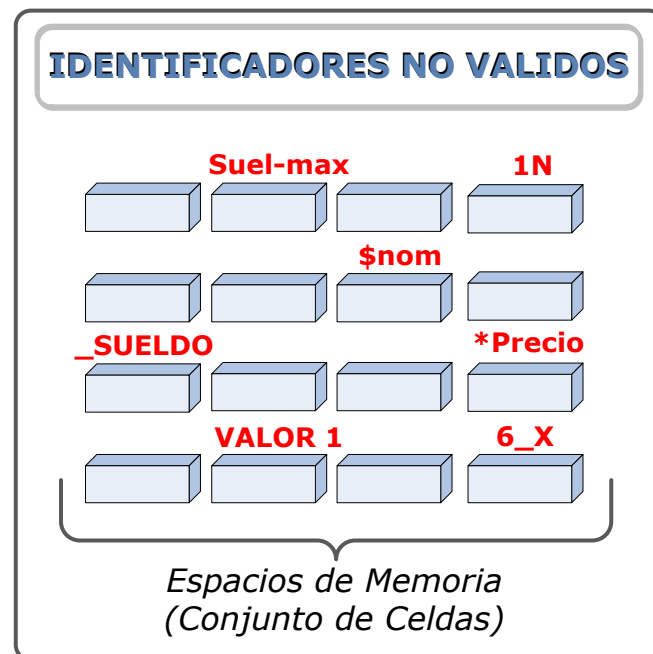 IDENTIFICADORES NO VALIDOS
Suel-max 1N
$nom
_SUELDO *Precio
VALOR 1 6_X
Espacios de Memoria
(Conjunto de Celdas)